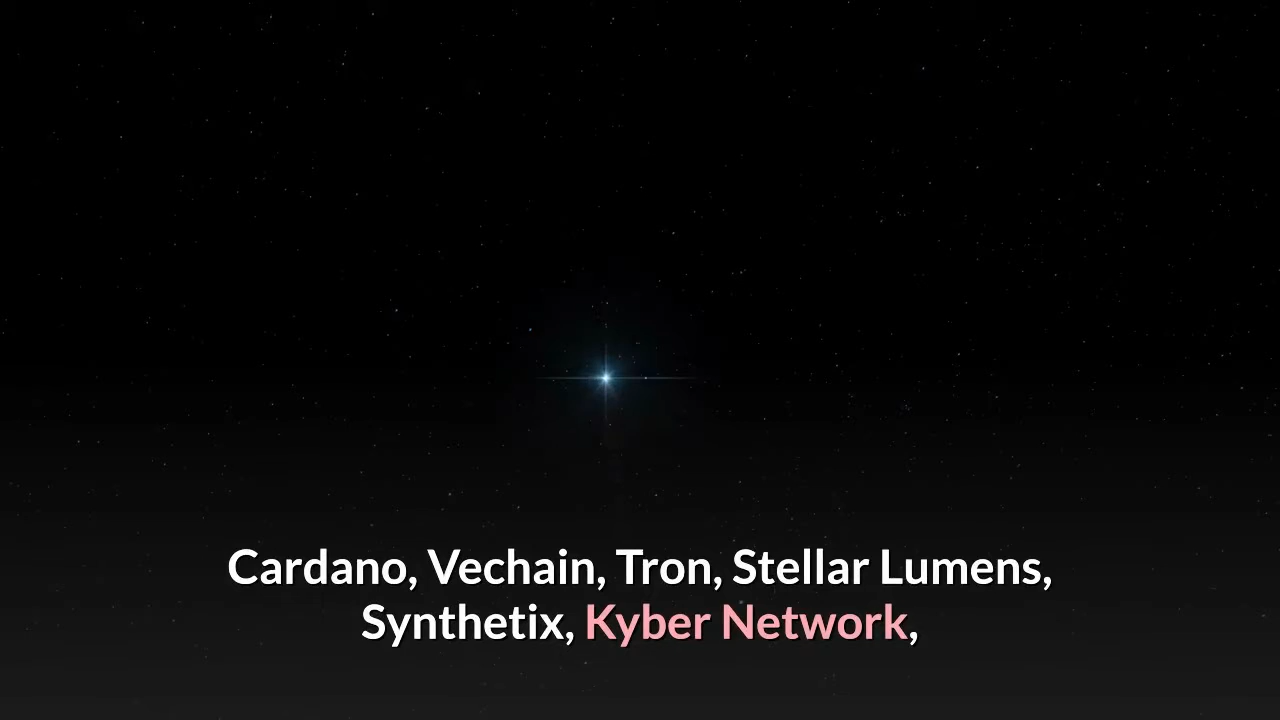 Cardano, Vechain, Tron, Stellar Lumens,
Synthetix, Kyber Network,